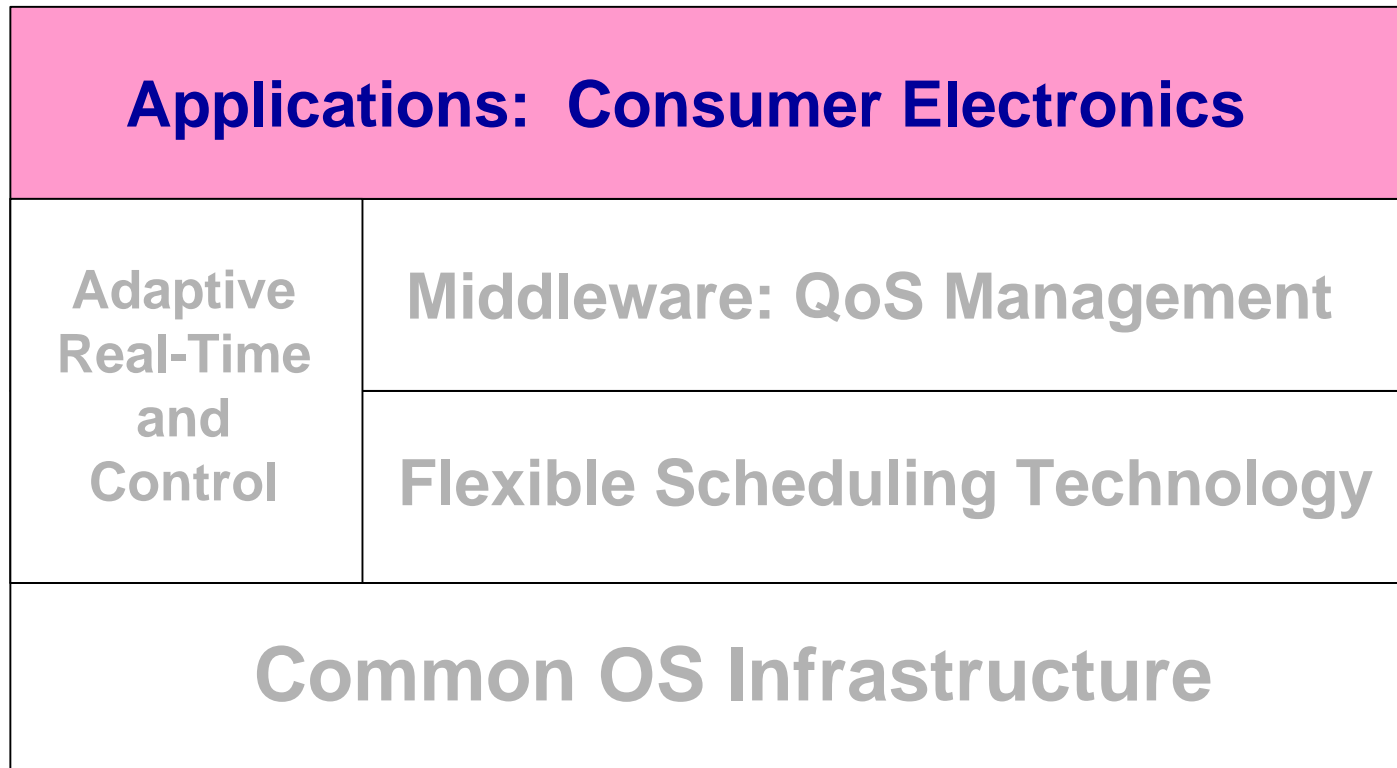 Applications: Consumer Electronics
Adaptive
Real-Time
and
Control
Middleware: QoS Management
Flexible Scheduling Technology
Common OS Infrastructure